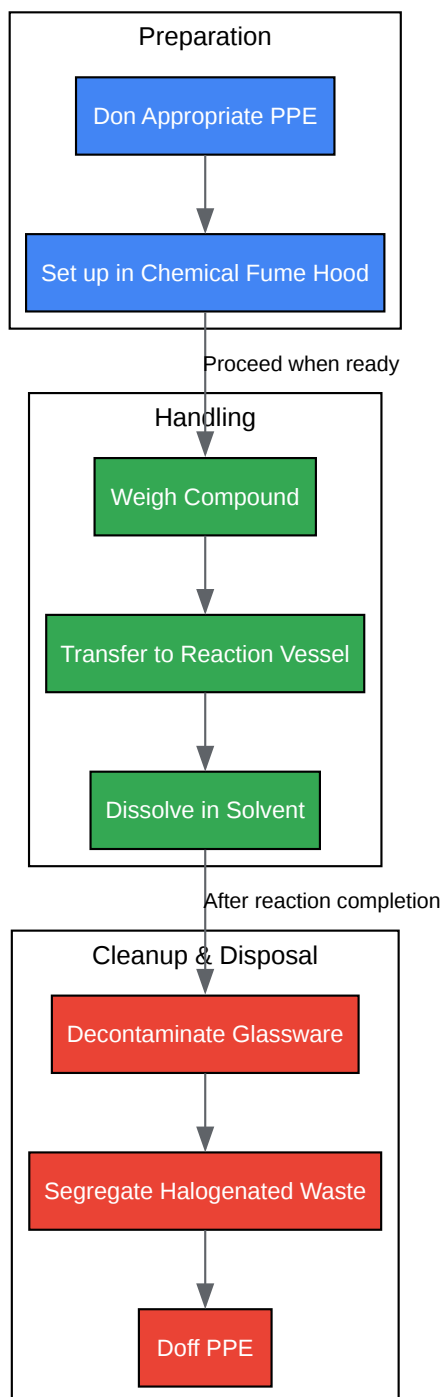 Preparation
Don Appropriate PPE
Set up in Chemical Fume Hood
Proceed when ready
Handling
Weigh Compound
Transfer to Reaction Vessel
Dissolve in Solvent
After reaction completion
Cleanup & Disposal
Decontaminate Glassware
Segregate Halogenated Waste
Doff PPE